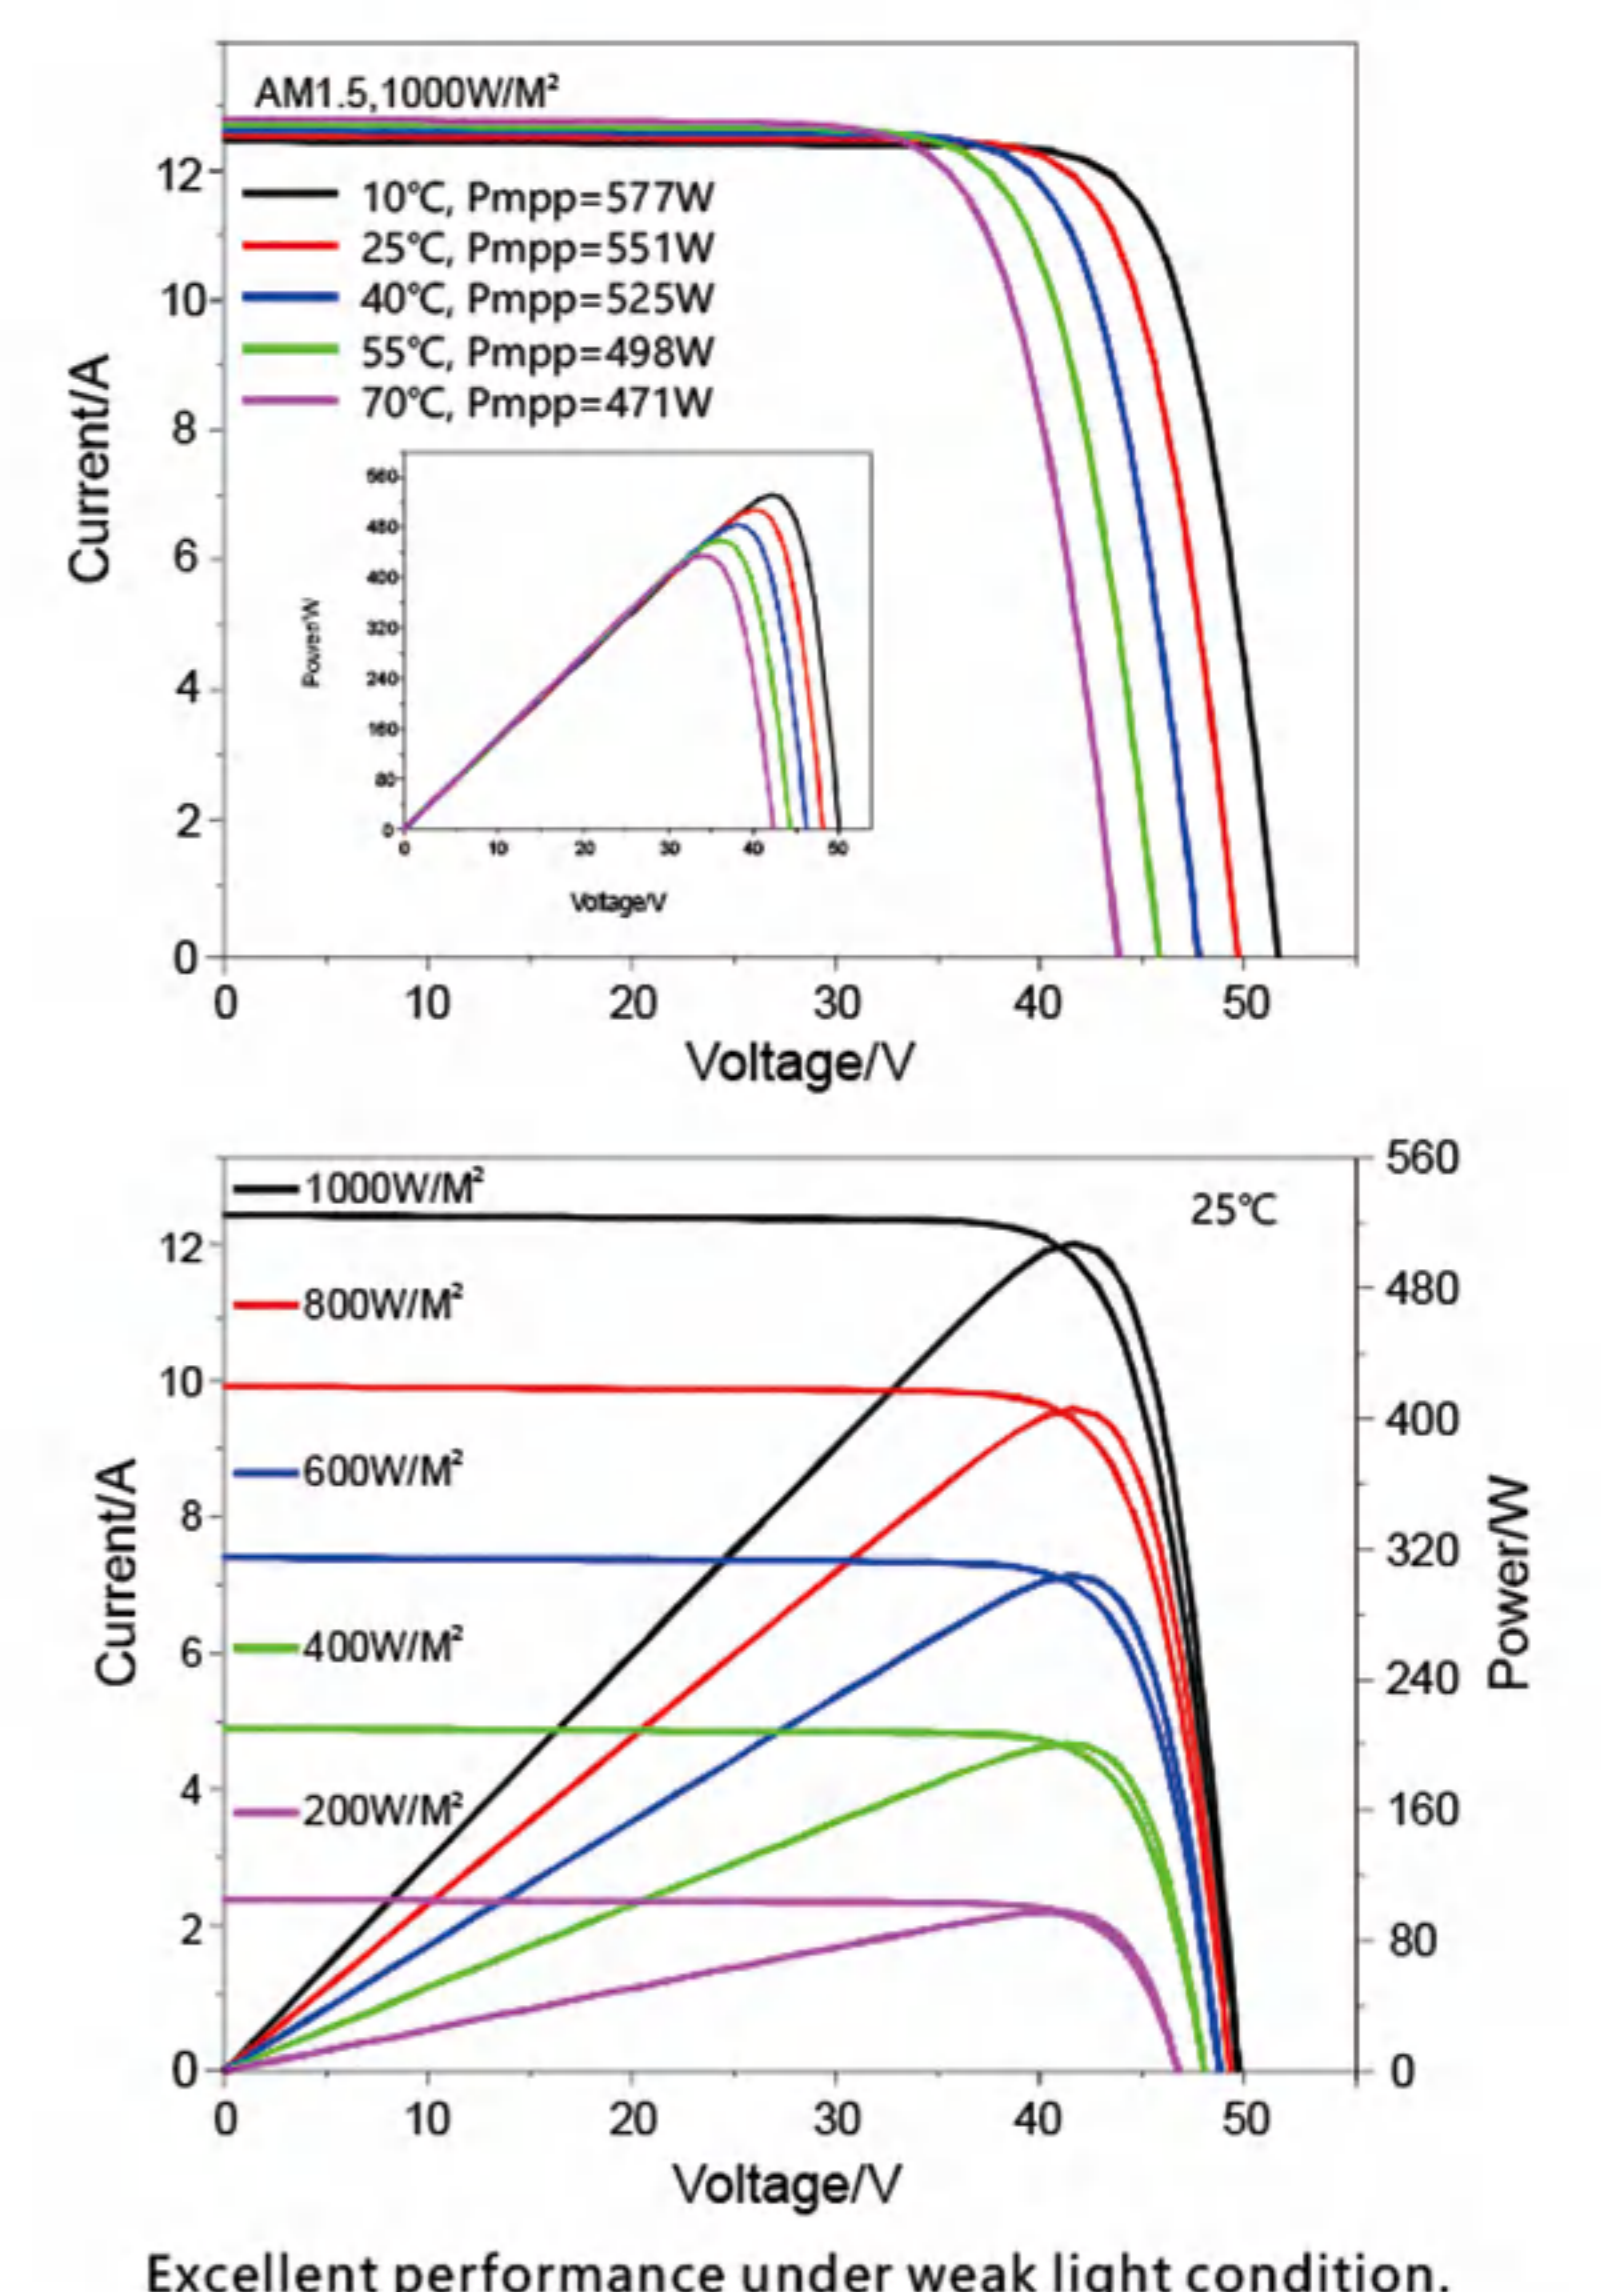 AM1.5,1000W/M²
10℃, Pmpp=577W
25℃, Pmpp=551W
40℃, Pmpp=525W
55℃, Pmpp=498W
70℃, Pmpp=471W
Current/A
12
10
8
6
4
2
0
0 10 20 30 40 50
Voltage/V
Power/W
560
480
400
320
240
160
80
0
0 10 20 30 40 50
Voltage/V
1000W/M²
25℃
800W/M²
600W/M²
400W/M²
200W/M²
Current/A
12
10
8
6
4
2
0
0 10 20 30 40 50
Voltage/V
560
480
400
320
240
160
80
0
Power/W
Excellent performance under weak light condition.